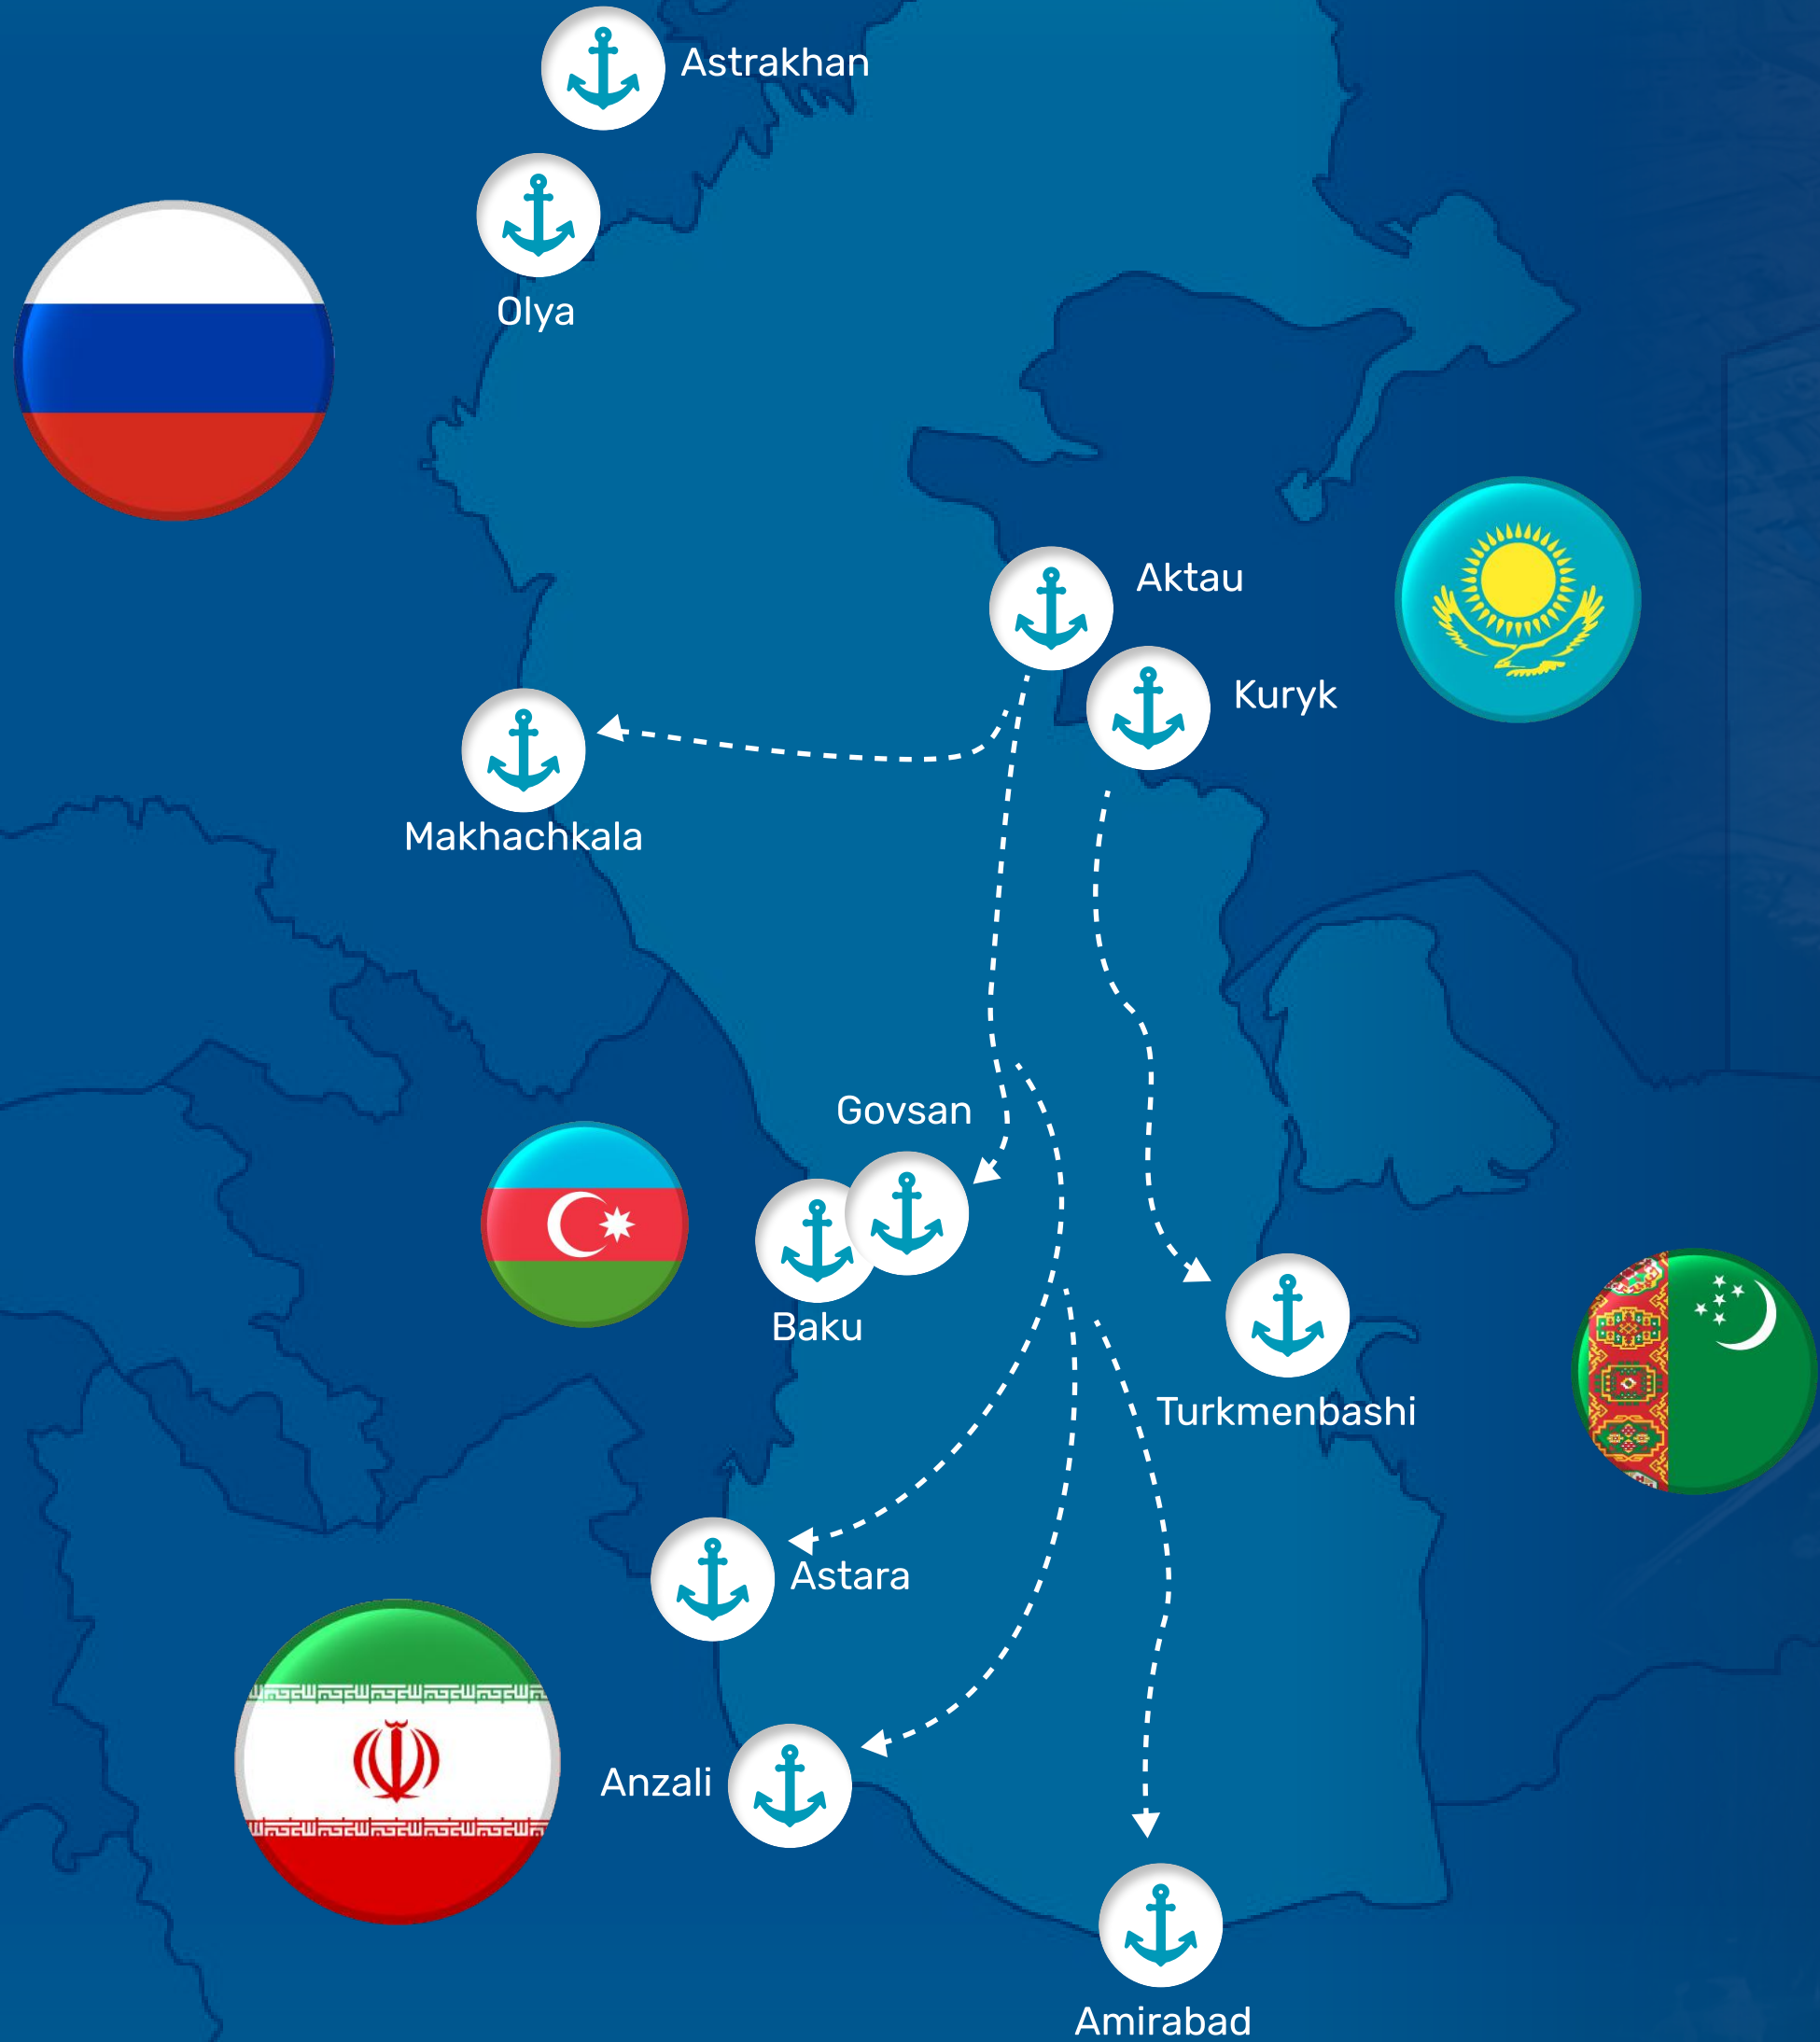 Astrakhan
Olya
Aktau
Kuryk
Makhachkala
Govsan
Baku
Turkmenbashi
Astara
Anzali
Amirabad